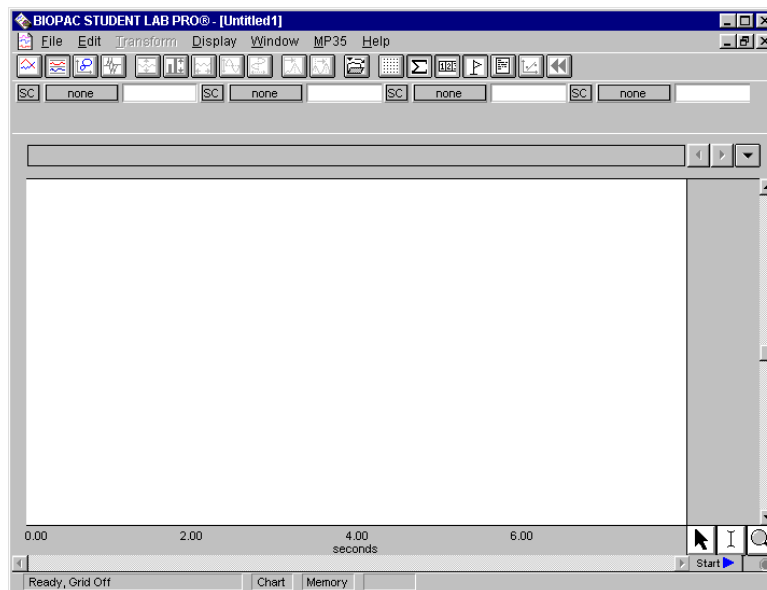 BIOPAC STUDENT LAB PRO® - [Untitled1]
File Edit Transform Display Window MP35 Help
SC none SC none SC none SC none
0.00 2.00 4.00 6.00
seconds
Start
Ready, Grid Off Chart Memory